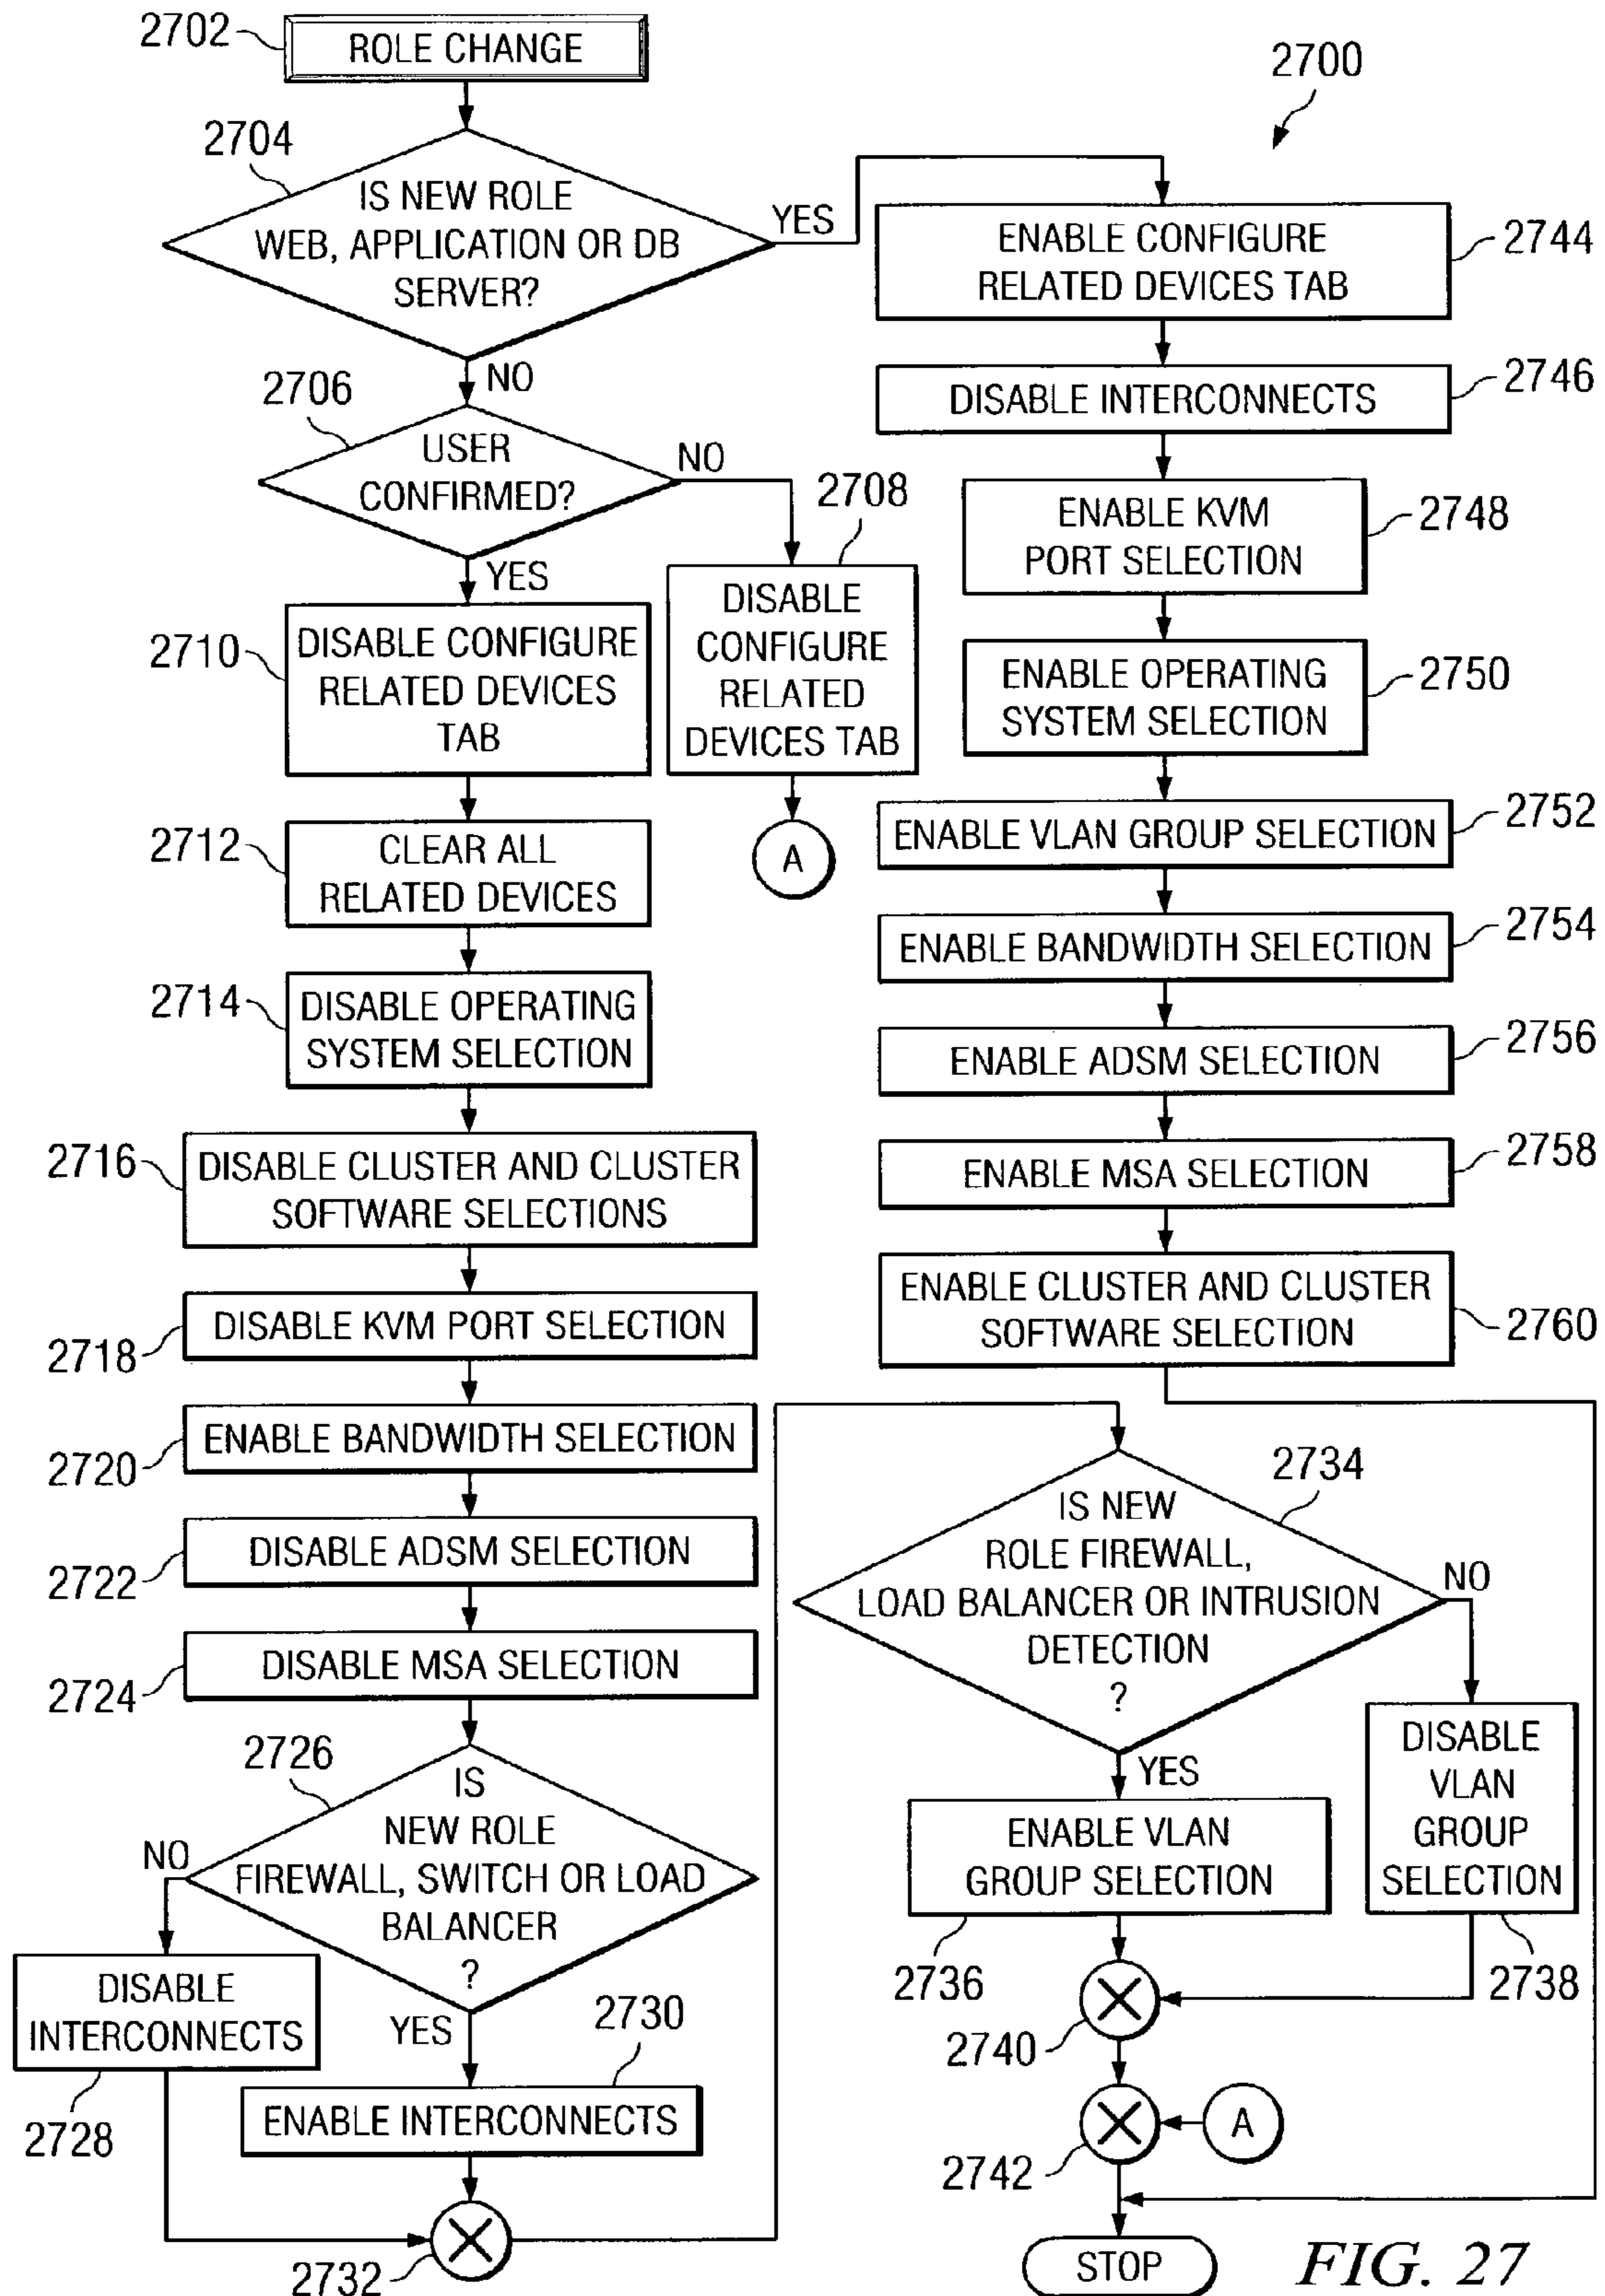 2702
ROLE CHANGE
2700
2704
IS NEW ROLE
WEB, APPLICATION OR DB
SERVER?
YES
NO
2706
USER
CONFIRMED?
NO
YES
2708
DISABLE
CONFIGURE
RELATED
DEVICES TAB
A
2710
DISABLE CONFIGURE
RELATED DEVICES
TAB
2712
CLEAR ALL
RELATED DEVICES
2714
DISABLE OPERATING
SYSTEM SELECTION
2716
DISABLE CLUSTER AND CLUSTER
SOFTWARE SELECTIONS
2718
DISABLE KVM PORT SELECTION
2720
ENABLE BANDWIDTH SELECTION
2722
DISABLE ADSM SELECTION
2724
DISABLE MSA SELECTION
2726
IS
NEW ROLE
FIREWALL, SWITCH OR LOAD
BALANCER
?
NO
YES
DISABLE
INTERCONNECTS
2728
2730
ENABLE INTERCONNECTS
2732
ENABLE CONFIGURE
RELATED DEVICES TAB
2744
DISABLE INTERCONNECTS
2746
ENABLE KVM
PORT SELECTION
2748
ENABLE OPERATING
SYSTEM SELECTION
2750
ENABLE VLAN GROUP SELECTION
2752
ENABLE BANDWIDTH SELECTION
2754
ENABLE ADSM SELECTION
2756
ENABLE MSA SELECTION
2758
ENABLE CLUSTER AND CLUSTER
SOFTWARE SELECTION
2760
2734
IS NEW
ROLE FIREWALL,
LOAD BALANCER OR INTRUSION
DETECTION
?
NO
YES
ENABLE VLAN
GROUP SELECTION
2736
DISABLE
VLAN
GROUP
SELECTION
2738
2740
2742
A
STOP
FIG. 27